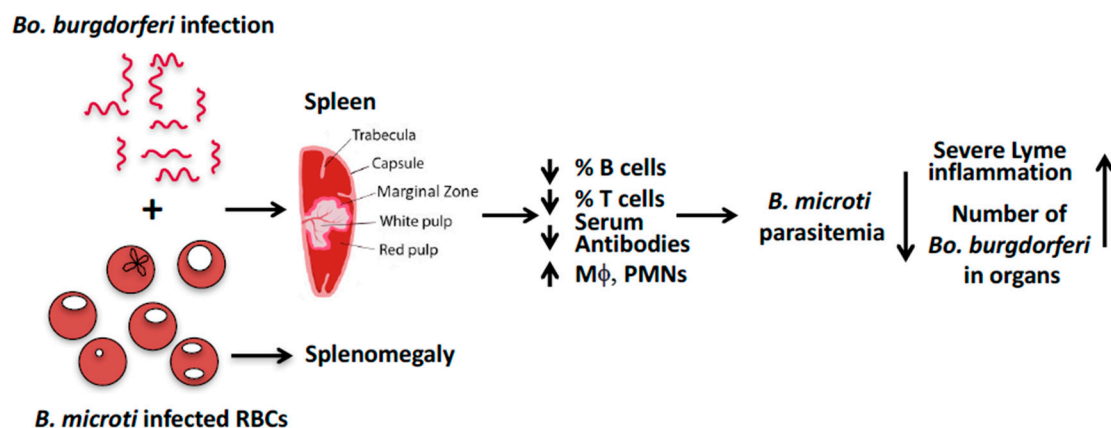 Bo. burgdorferi infection
+
B. microti infected RBCs
Spleen
Trabecula
Capsule
Marginal Zone
White pulp
Red pulp
Splenomegaly
% B cells
% T cells
Serum
Antibodies
Mϕ, PMNs
B. microti
parasitemia
Severe Lyme
inflammation
Number of
Bo. burgdorferi
in organs